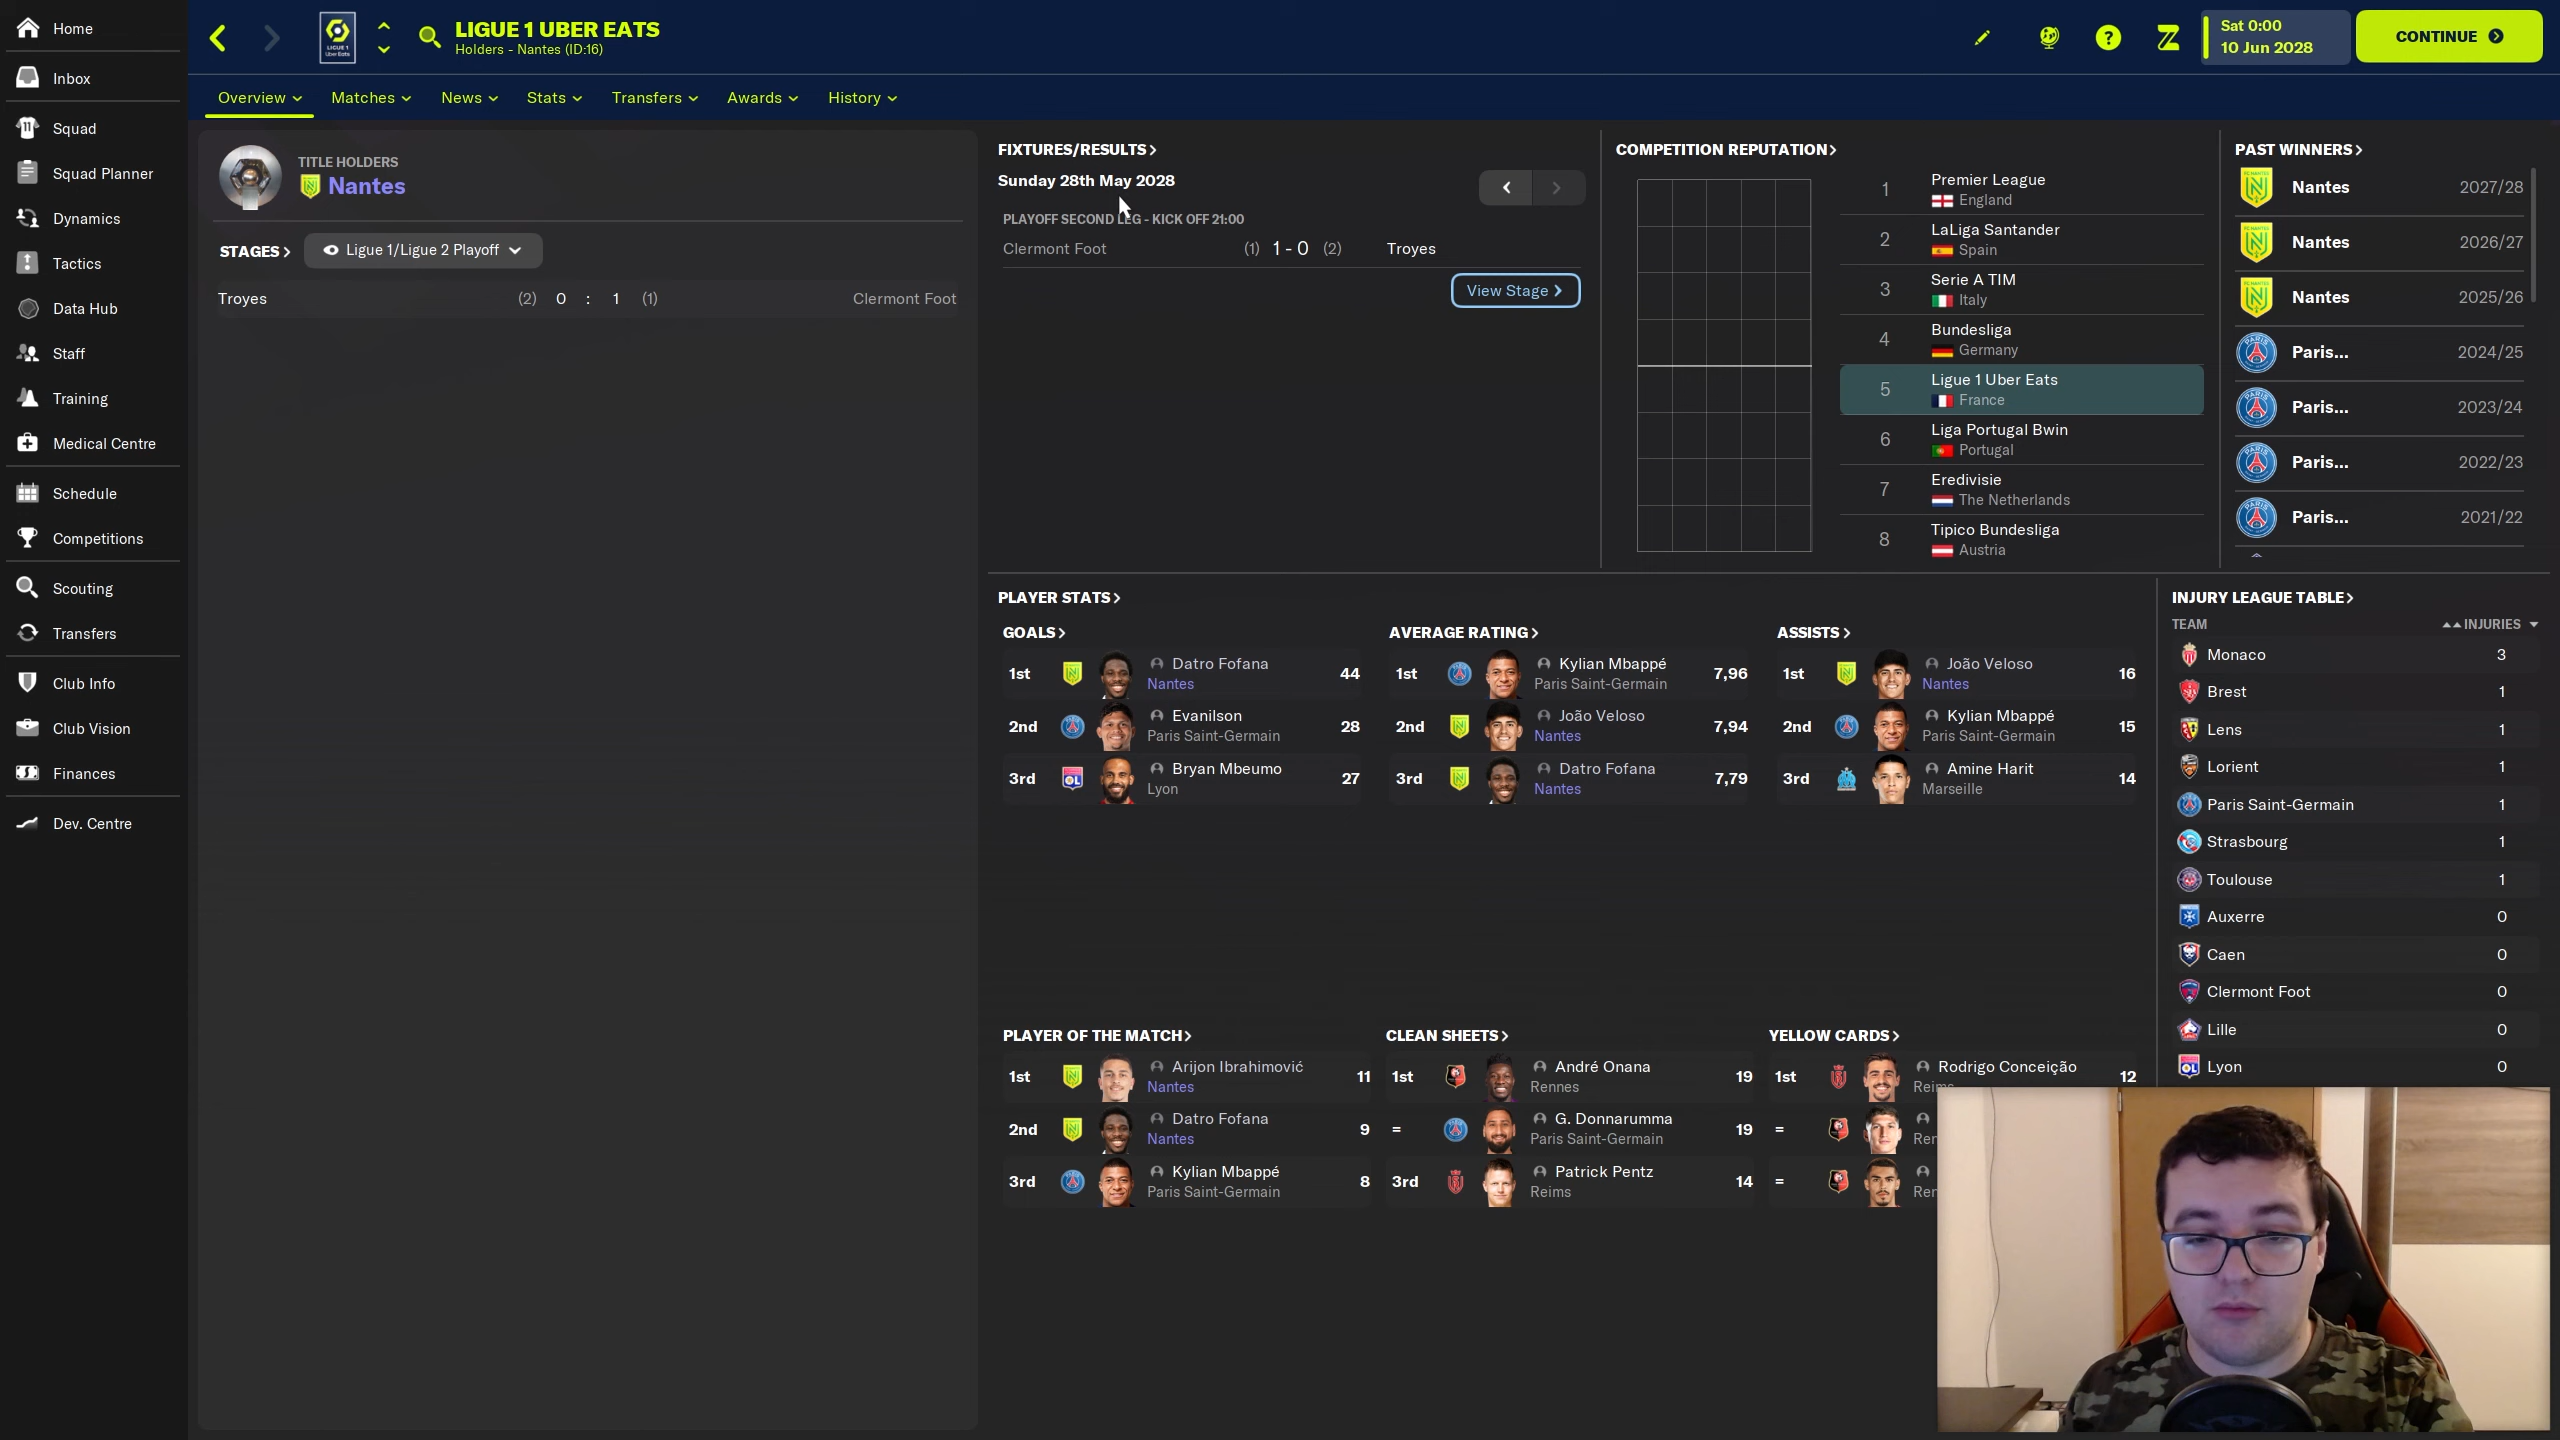 Home
Inbox
Squad
Squad Planner
Dynamics
Tactics
Data Hub
Staff
Training
Medical Centre
Schedule
Competitions
Scouting
Transfers
Club Info
Club Vision
Finances
Dev. Centre
LIGUE 1 UBER EATS
Holders - Nantes (ID:16)
Sat 0:00
10 Jun 2028
CONTINUE
Overview Matches News Stats Transfers Awards History
TITLE HOLDERS
Nantes
STAGES Ligue 1/Ligue 2 Playoff
Troyes (2) 0 : 1 (1) Clermont Foot
FIXTURES/RESULTS
Sunday 28th May 2028
PLAYOFF SECOND LEG - KICK OFF 21:00
Clermont Foot (1) 1 - 0 (2) Troyes
View Stage
COMPETITION REPUTATION
1 Premier League
England
2 LaLiga Santander
Spain
3 Serie A TIM
Italy
4 Bundesliga
Germany
5 Ligue 1 Uber Eats
France
6 Liga Portugal Bwin
Portugal
7 Eredivisie
The Netherlands
8 Tipico Bundesliga
Austria
PAST WINNERS
Nantes 2027/28
Nantes 2026/27
Nantes 2025/26
Paris... 2024/25
Paris... 2023/24
Paris... 2022/23
Paris... 2021/22
PLAYER STATS
GOALS
1st Datro Fofana 44
Nantes
2nd Evanilson 28
Paris Saint-Germain
3rd Bryan Mbeumo 27
Lyon
AVERAGE RATING
1st Kylian Mbappé 7,96
Paris Saint-Germain
2nd João Veloso 7,94
Nantes
3rd Datro Fofana 7,79
Nantes
ASSISTS
1st João Veloso 16
Nantes
2nd Kylian Mbappé 15
Paris Saint-Germain
3rd Amine Harit 14
Marseille
PLAYER OF THE MATCH
1st Arijon Ibrahimović 11
Nantes
2nd Datro Fofana 9
Nantes
3rd Kylian Mbappé 8
Paris Saint-Germain
CLEAN SHEETS
1st André Onana 19
Rennes
= G. Donnarumma 19
Paris Saint-Germain
3rd Patrick Pentz 14
Reims
YELLOW CARDS
1st Rodrigo Conceição 12
Reims
=
Ren
=
Ren
INJURY LEAGUE TABLE
TEAM INJURIES
Monaco 3
Brest 1
Lens 1
Lorient 1
Paris Saint-Germain 1
Strasbourg 1
Toulouse 1
Auxerre 0
Caen 0
Clermont Foot 0
Lille 0
Lyon 0